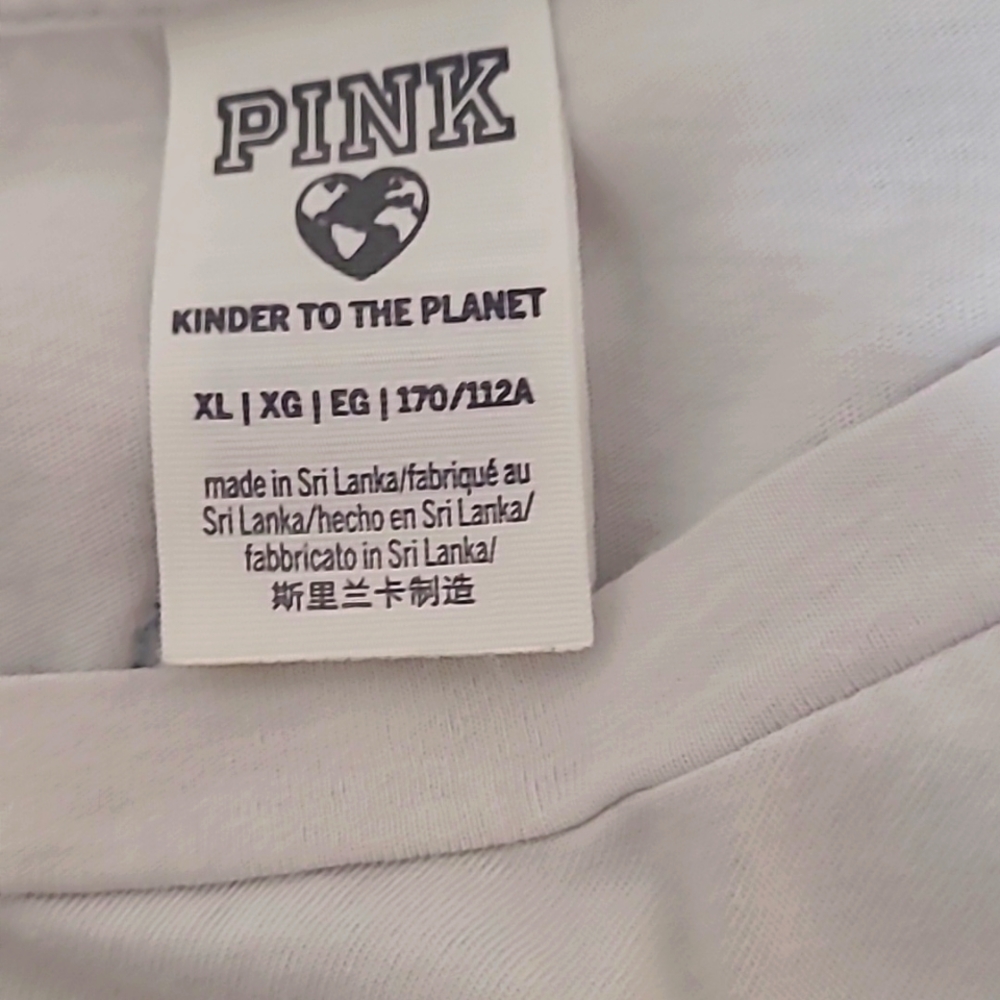 PINK
KINDER TO THE PLANET
XL | XG | EG | 170/112A
made in Sri Lanka/fabriqué au
Sri Lanka/hecho en Sri Lanka/
fabbricato in Sri Lanka/
斯里兰卡制造